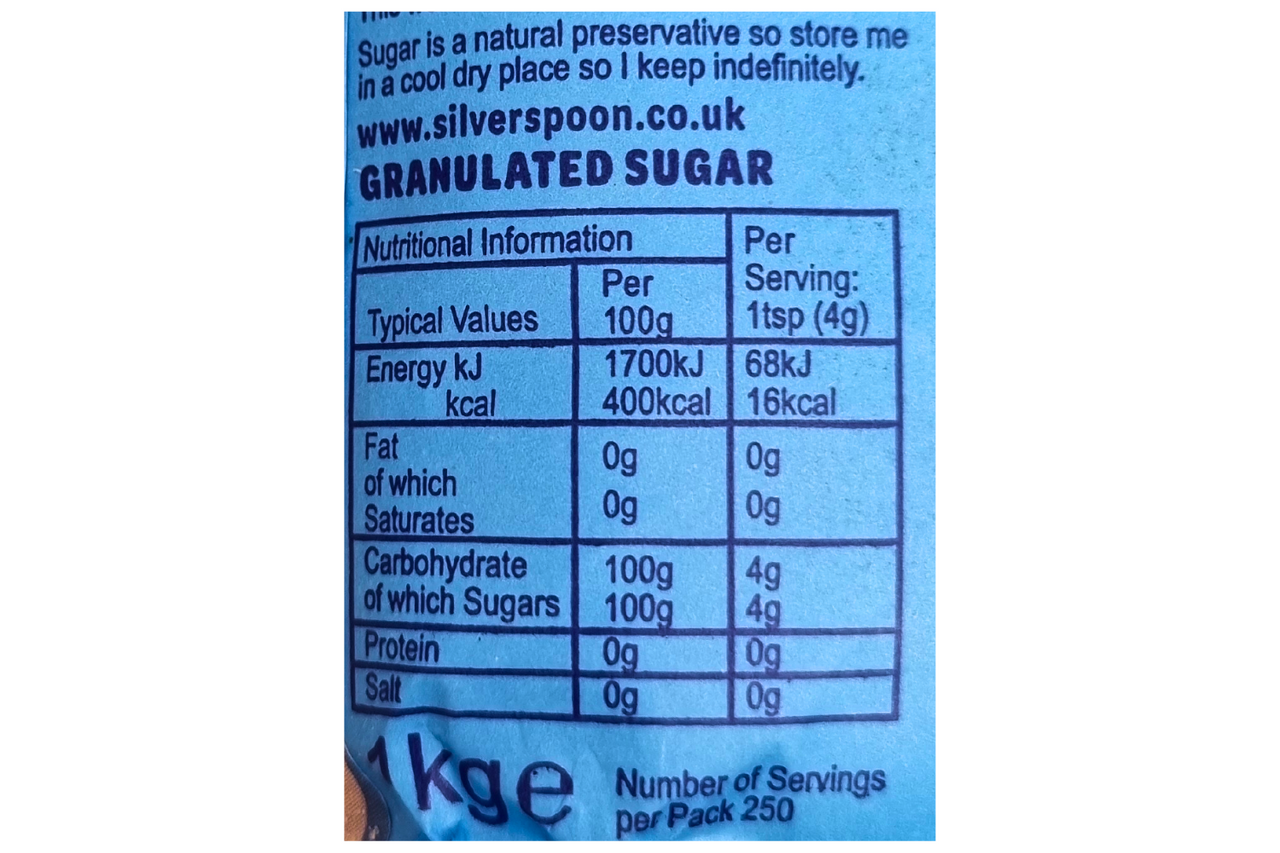 Sugar is a natural preservative so store me
in a cool dry place so I keep indefinitely.
www.silverspoon.co.uk
GRANULATED SUGAR
Nutritional Information Per Serving: 1tsp (4g)
Typical Values Per 100g
Energy kJ 1700kJ 68kJ
kcal 400kcal 16kcal
Fat 0g 0g
of which Saturates 0g 0g
Carbohydrate 100g 4g
of which Sugars 100g 4g
Protein 0g 0g
Salt 0g 0g
1kg e
Number of Servings
per Pack 250